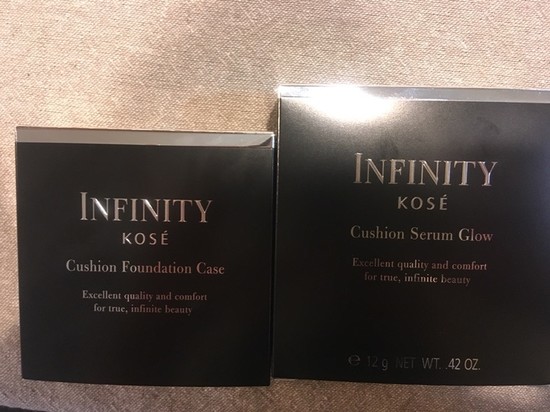 INFINITY
KOSÉ
Cushion Foundation Case
Excellent quality and comfort
for true, infinite beauty
INFINITY
KOSÉ
Cushion Serum Glow
Excellent quality and comfort
for true, infinite beauty
℮ 12 g NET WT. .42 OZ.